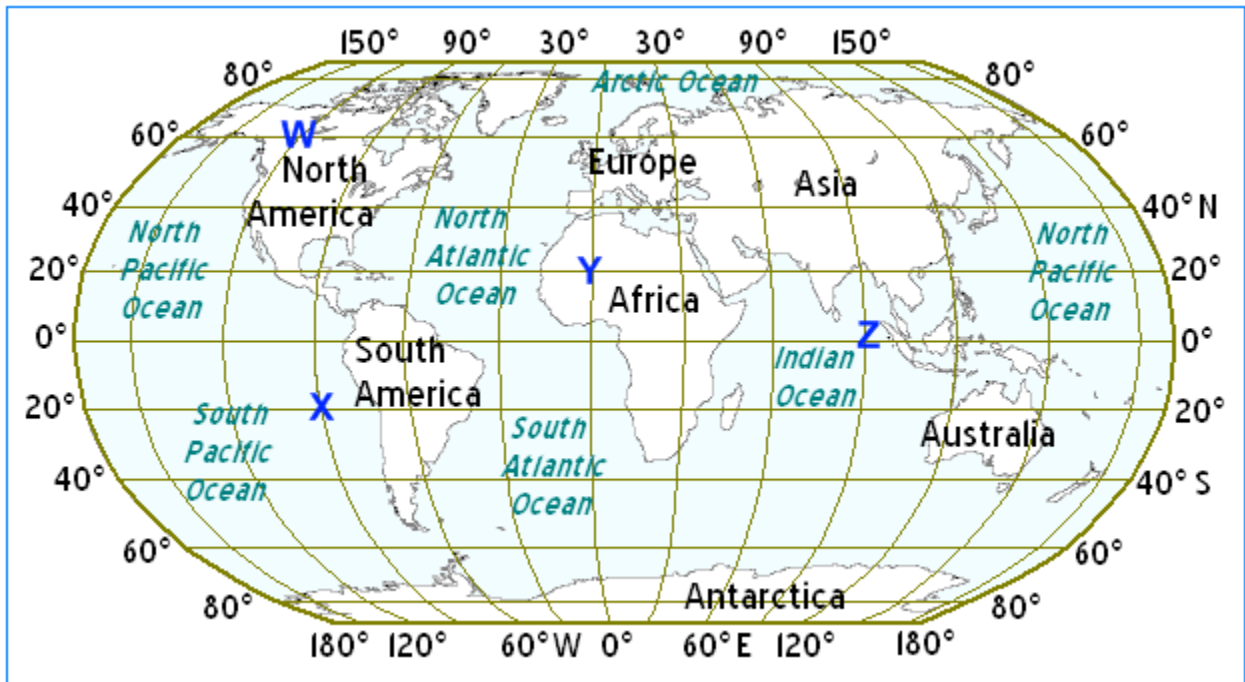 150° 90° 30° 30° 90° 150°
80° Arctic Ocean 80°
60° W 60°
North Europe Asia
40° America North 40° N
North Pacific Ocean
North Atlantic Ocean
North Pacific Ocean
20° Y 20°
Africa
0° Z 0°
South America
Indian Ocean
20° X 20°
South Pacific Ocean
South Atlantic Ocean
Australia
40° 40° S
60° 60°
80° Antarctica 80°
180° 120° 60° W 0° 60° E 120° 180°